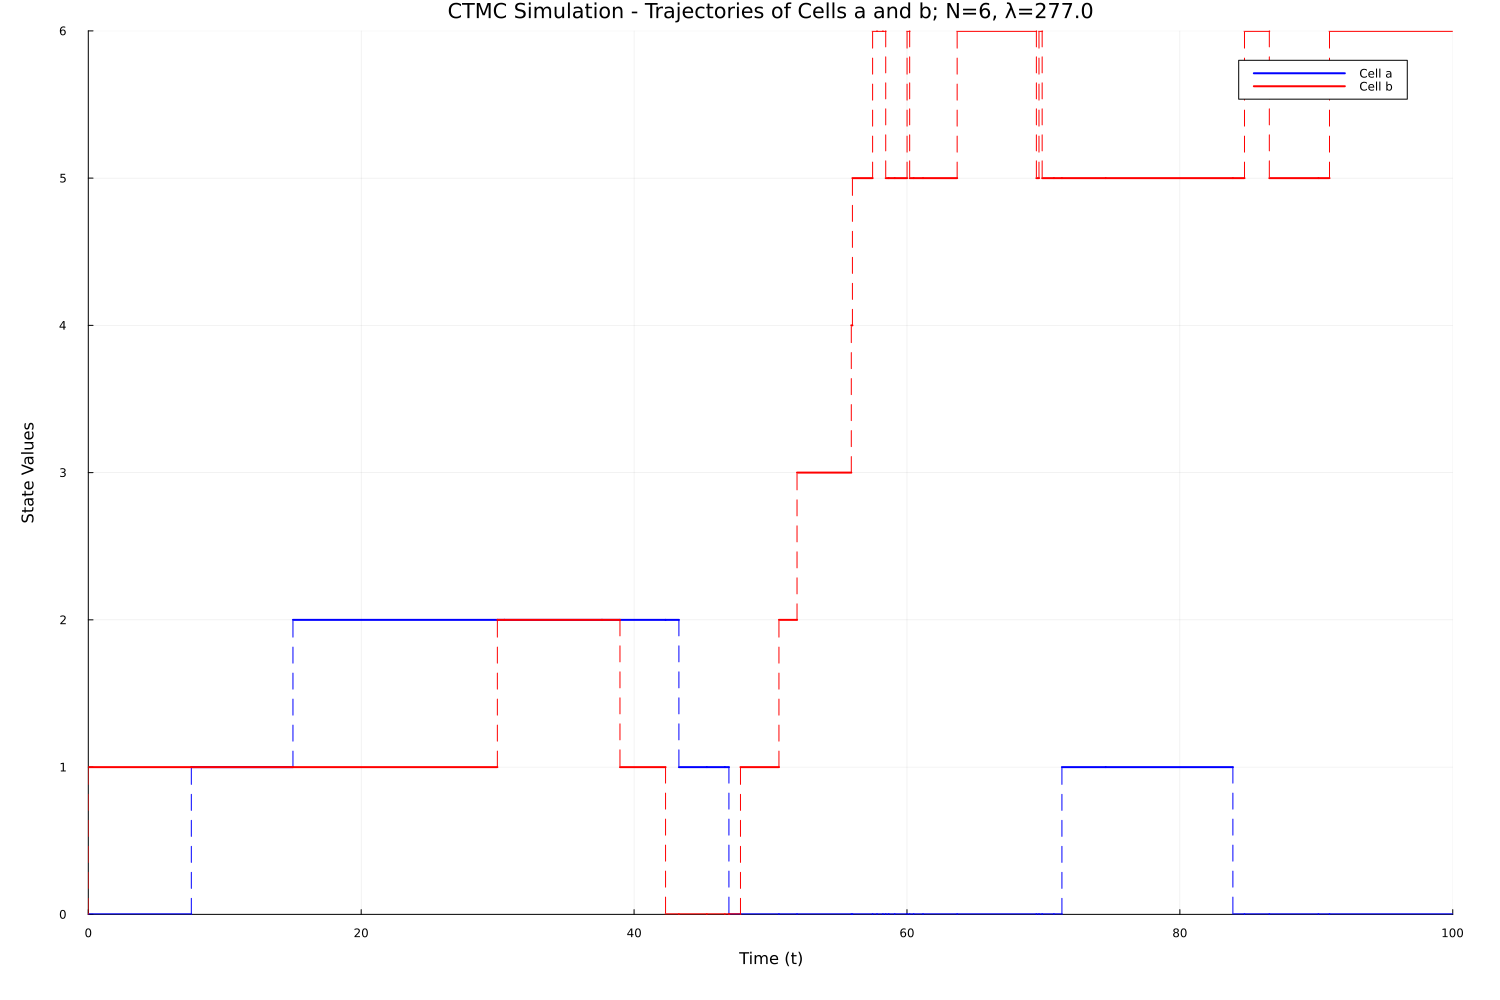 CTMC Simulation - Trajectories of Cells a and b; N=6, λ=277.0
6
Cell a
Cell b
5
4
State Values
3
2
1
0
0 20 40 60 80 100
Time (t)